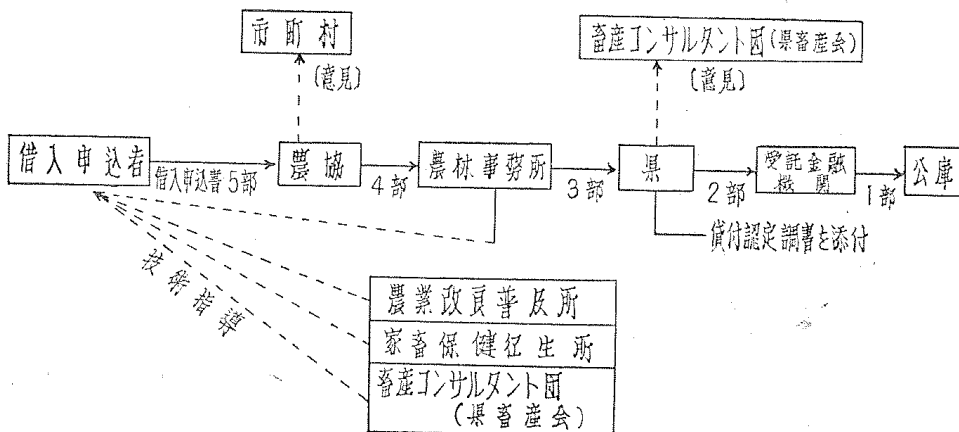 市町村
(意見)
畜産コンサルタント団(県畜産会)
(意見)
借入申込者
借入申込書5部
農協
4部
農林事務所
3部
県
2部
受託金融
機関
1部
公庫
貸付認定調書を添付
技術指導
農業改良普及所
家畜保健衛生所
畜産コンサルタント団
(県畜産会)